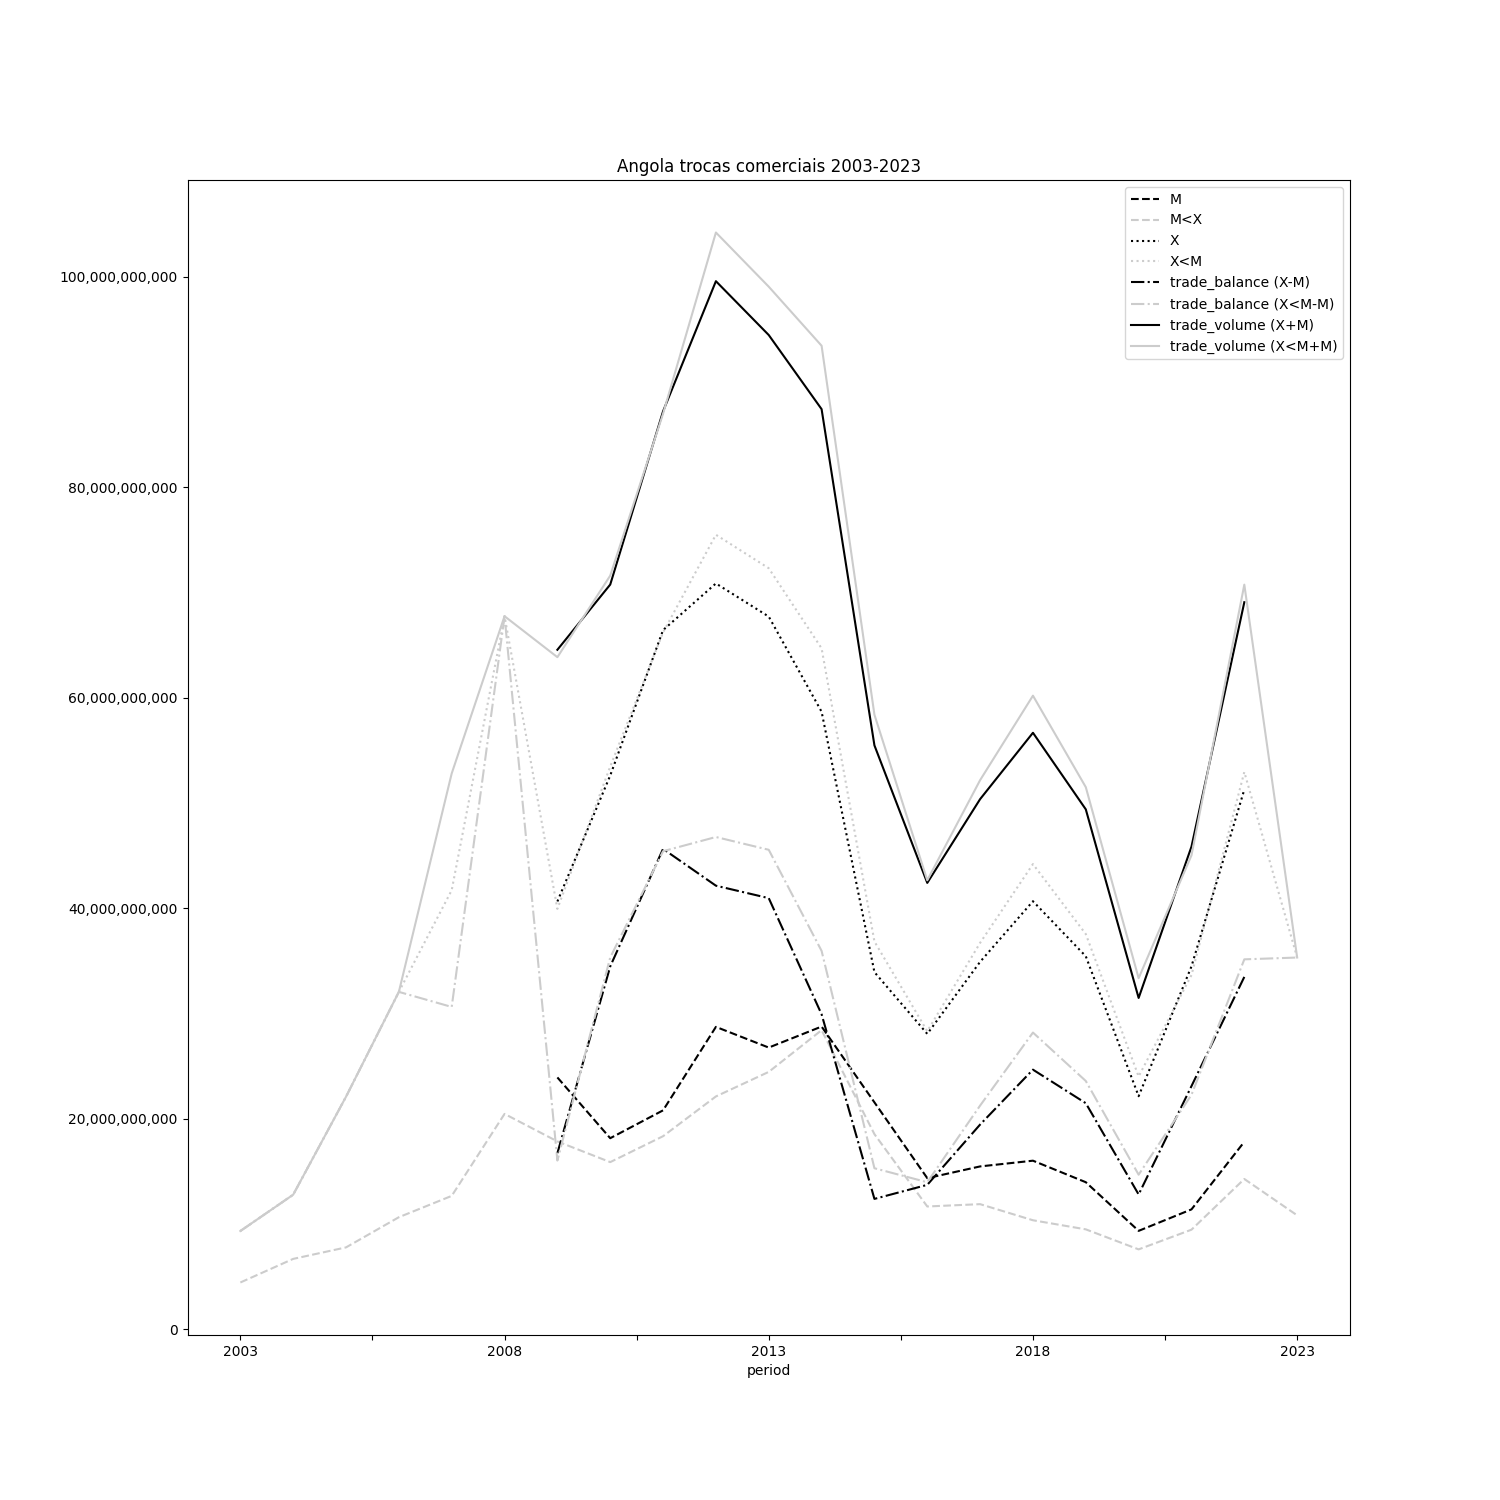 Angola trocas comerciais 2003-2023
M
M<X
X
X<M
trade_balance (X-M)
trade_balance (X<M-M)
trade_volume (X+M)
trade_volume (X<M+M)
100,000,000,000
80,000,000,000
60,000,000,000
40,000,000,000
20,000,000,000
0
2003 2008 2013 2018 2023
period